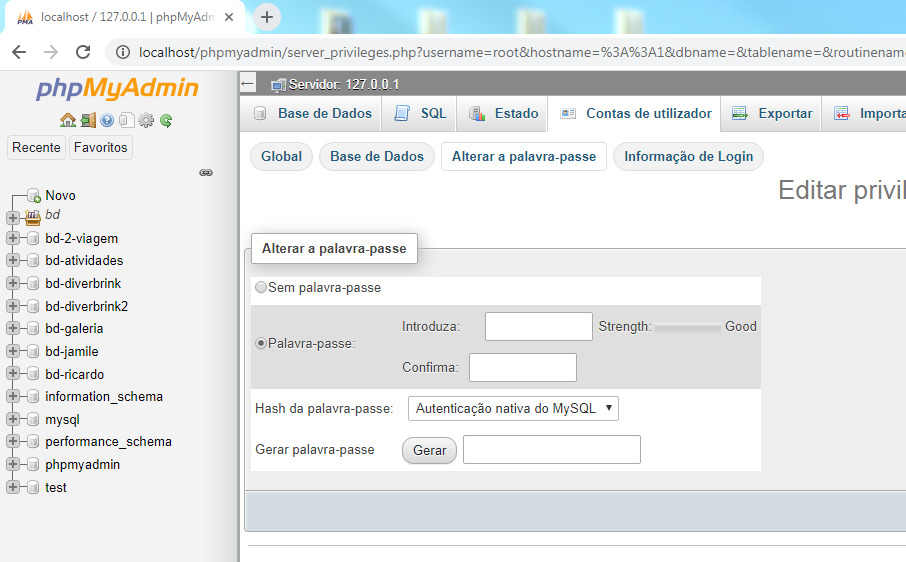 localhost / 127.0.0.1 | phpMyAdm
localhost/phpmyadmin/server_privileges.php?username=root&hostname=%3A%3A1&dbname=&tablename=&routinenam
phpMyAdmin
Recente Favoritos
Novo
bd
bd-2-viagem
bd-atividades
bd-diverbrink
bd-diverbrink2
bd-galeria
bd-jamile
bd-ricardo
information_schema
mysql
performance_schema
phpmyadmin
test
Servidor: 127.0.0.1
Base de Dados SQL Estado Contas de utilizador Exportar Importa
Global Base de Dados Alterar a palavra-passe Informação de Login
Editar privil
Alterar a palavra-passe
Sem palavra-passe
Palavra-passe:
Introduza: Strength: Good
Confirma:
Hash da palavra-passe: Autenticação nativa do MySQL
Gerar palavra-passe Gerar